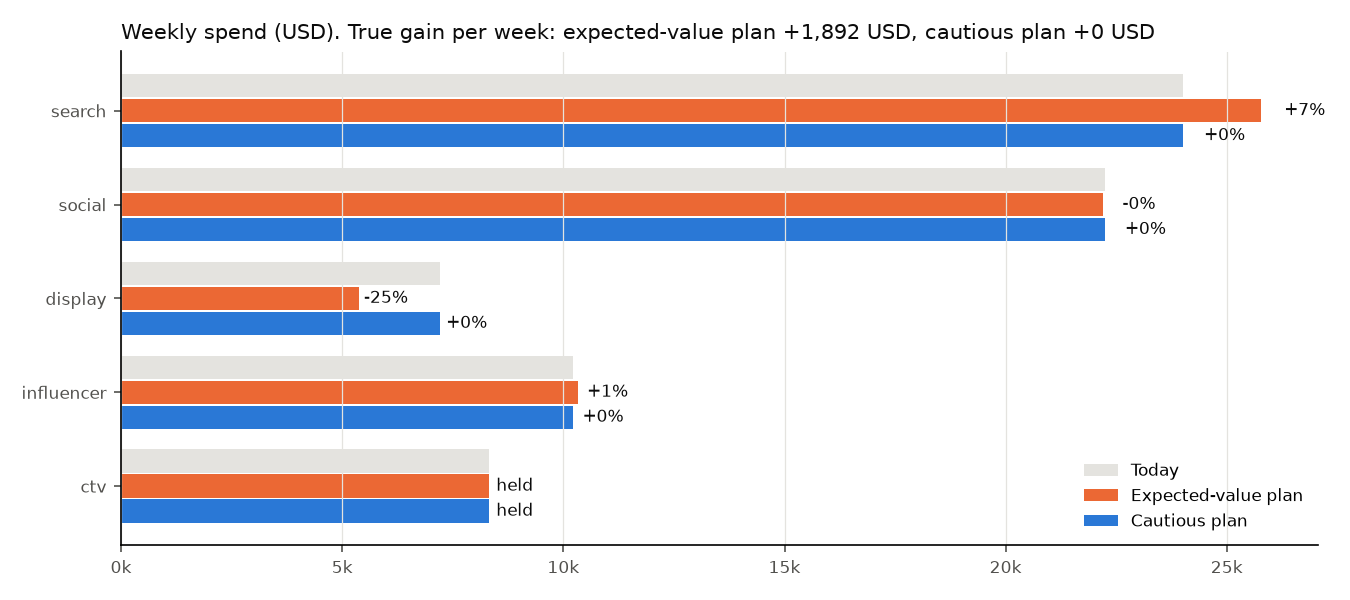 Weekly spend (USD). True gain per week: expected-value plan +1,892 USD, cautious plan +0 USD
search
+7%
+0%
social
-0%
+0%
display
-25%
+0%
influencer
+1%
+0%
ctv
held
held
Today
Expected-value plan
Cautious plan
0k 5k 10k 15k 20k 25k